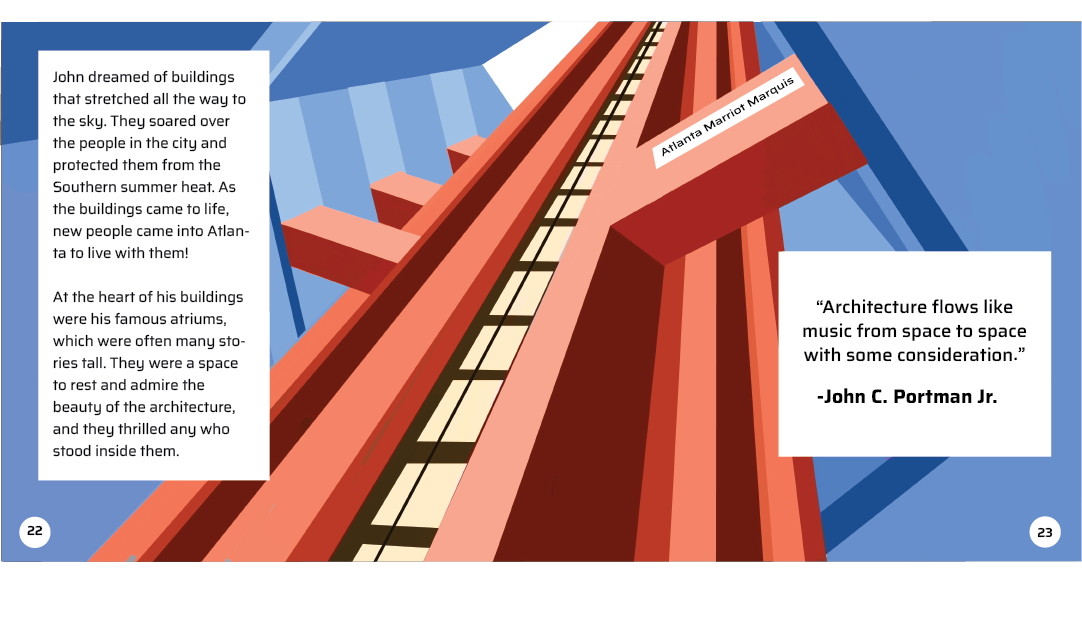 John dreamed of buildings
that stretched all the way to
the sky. They soared over
the people in the city and
protected them from the
Southern summer heat. As
the buildings came to life,
new people came into Atlan-
ta to live with them!
At the heart of his buildings
were his famous atriums,
which were often many sto-
ries tall. They were a space
to rest and admire the
beauty of the architecture,
and they thrilled any who
stood inside them.
22
Atlanta Marriot Marquis
“Architecture flows like
music from space to space
with some consideration.”
-John C. Portman Jr.
23